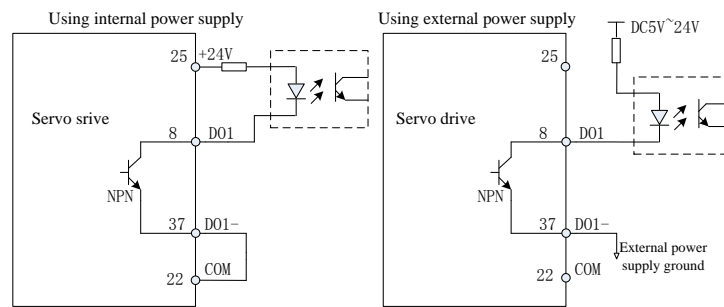 Using internal power supply
25
+24V
Servo srive
8
DO1
NPN
37
DO1-
22
COM
Using external power supply
DC5V~24V
25
Servo drive
8
DO1
NPN
37
DO1-
External power
supply ground
22
COM